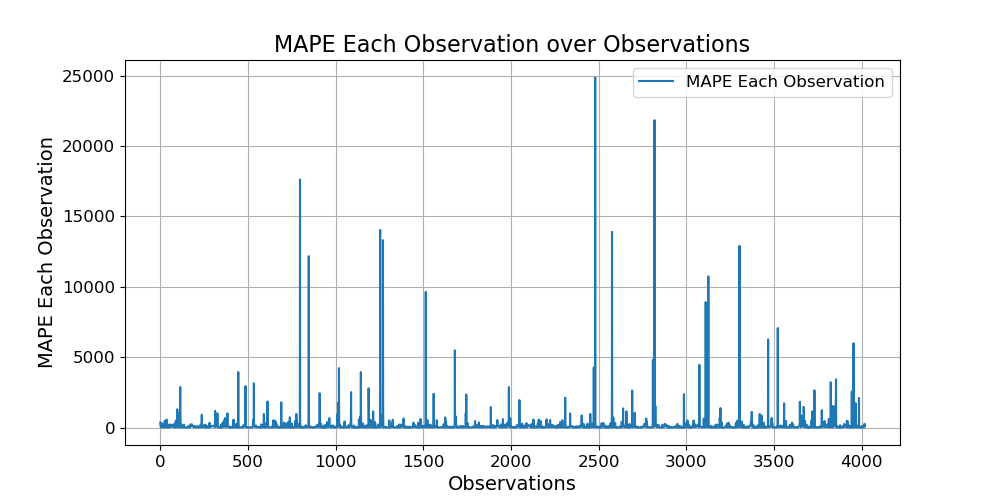 MAPE Each Observation over Observations
MAPE Each Observation
25000
20000
15000
10000
5000
0
MAPE Each Observation
0 500 1000 1500 2000 2500 3000 3500 4000
Observations